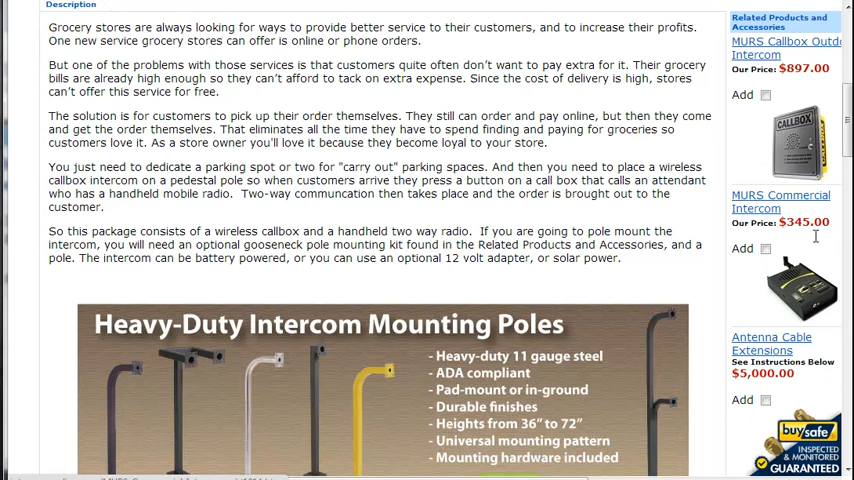 Description
Grocery stores are always looking for ways to provide better service to their customers, and to increase their profits.
One new service grocery stores can offer is online or phone orders.
But one of the problems with those services is that customers quite often don't want to pay extra for it. Their grocery
bills are already high enough so they can't afford to tack on extra expense. Since the cost of delivery is high, stores
can't offer this service for free.
The solution is for customers to pick up their order themselves. They still can order and pay online, but then they come
and get the order themselves. That eliminates all the time they have to spend finding and paying for groceries so
customers love it. As a store owner you'll love it because they become loyal to your store.
You just need to dedicate a parking spot or two for "carry out" parking spaces. And then you need to place a wireless
callbox intercom on a pedestal pole so when customers arrive they press a button on a call box that calls an attendant
who has a handheld mobile radio. Two-way communcation then takes place and the order is brought out to the
customer.
So this package consists of a wireless callbox and a handheld two way radio. If you are going to pole mount the
intercom, you will need an optional gooseneck pole mounting kit found in the Related Products and Accessories, and a
pole. The intercom can be battery powered, or you can use an optional 12 volt adapter, or solar power.
Heavy-Duty Intercom Mounting Poles
- Heavy-duty 11 gauge steel
- ADA compliant
- Pad-mount or in-ground
- Durable finishes
- Heights from 36" to 72"
- Universal mounting pattern
- Mounting hardware included
Related Products and
Accessories
MURS Callbox Outdo
Intercom
Our Price: $897.00
Add
CALLBOX
MURS Commercial
Intercom
Our Price: $345.00
Add
Antenna Cable
Extensions
See Instructions Below
$5,000.00
Add
buySAFE
INSPECTED
& MONITORED
GUARANTEED